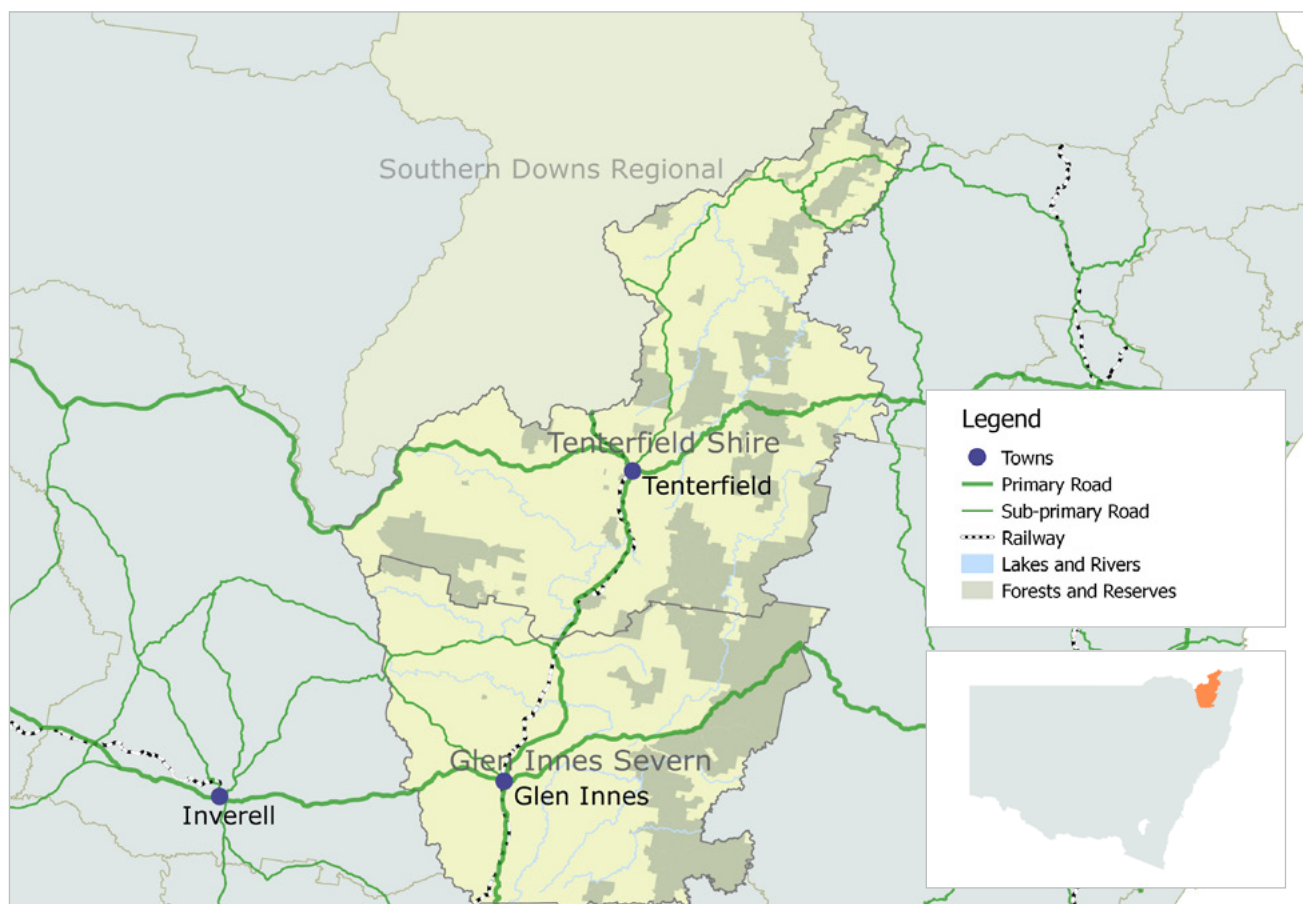 Southern Downs Regional
Tenterfield Shire
Tenterfield
Glen Innes Severn
Glen Innes
Inverell
Legend
Towns
Primary Road
Sub-primary Road
Railway
Lakes and Rivers
Forests and Reserves